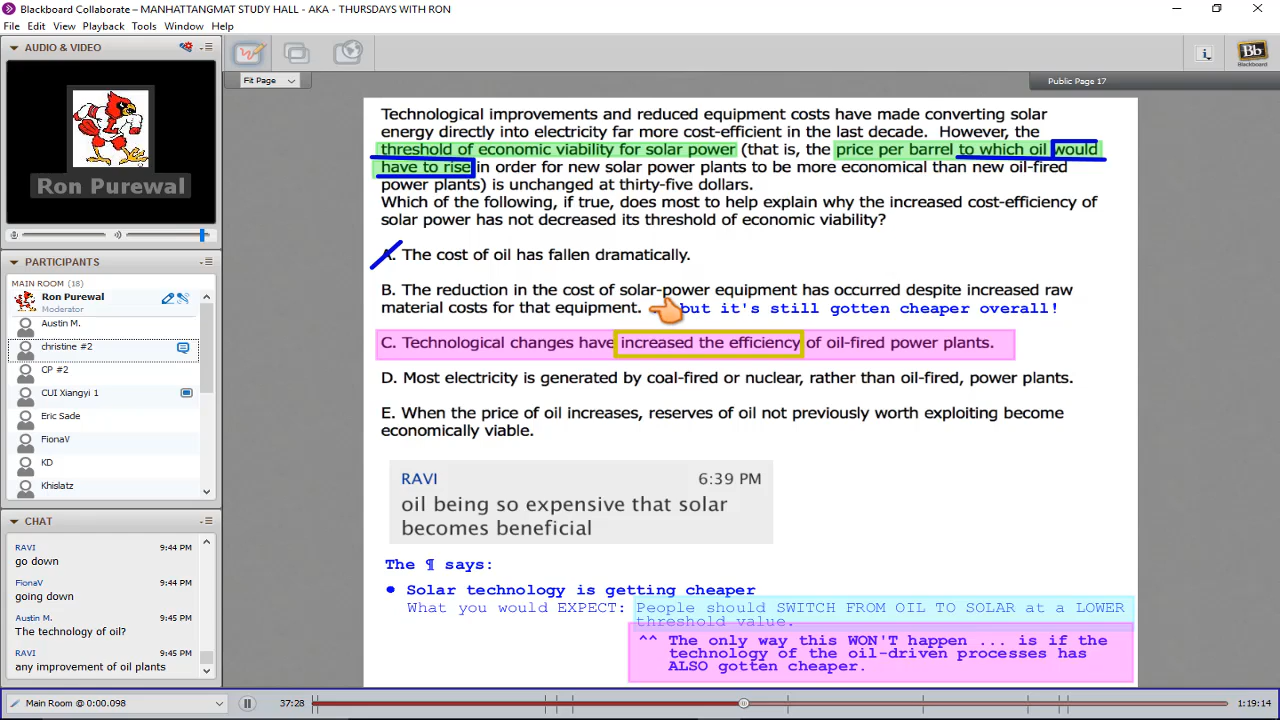 Blackboard Collaborate – MANHATTANGMAT STUDY HALL - AKA - THURSDAYS WITH RON
File Edit View Playback Tools Window Help
AUDIO & VIDEO
Ron Purewal
PARTICIPANTS
MAIN ROOM (18)
Ron Purewal
Moderator
Austin M.
christine #2
CP #2
CUI Xiangyi 1
Eric Sade
FionaV
KD
Khislatz
CHAT
RAVI 9:44 PM
go down
FionaV 9:44 PM
going down
Austin M. 9:45 PM
The technology of oil?
RAVI 9:45 PM
any improvement of oil plants
Main Room @ 0:00.098
Fit Page
Public Page 17
Bb
Blackboard
Technological improvements and reduced equipment costs have made converting solar
energy directly into electricity far more cost-efficient in the last decade. However, the
threshold of economic viability for solar power (that is, the price per barrel to which oil would
have to rise in order for new solar power plants to be more economical than new oil-fired
power plants) is unchanged at thirty-five dollars.
Which of the following, if true, does most to help explain why the increased cost-efficiency of
solar power has not decreased its threshold of economic viability?
A. The cost of oil has fallen dramatically.
B. The reduction in the cost of solar-power equipment has occurred despite increased raw
material costs for that equipment. but it's still gotten cheaper overall!
C. Technological changes have increased the efficiency of oil-fired power plants.
D. Most electricity is generated by coal-fired or nuclear, rather than oil-fired, power plants.
E. When the price of oil increases, reserves of oil not previously worth exploiting become
economically viable.
RAVI 6:39 PM
oil being so expensive that solar
becomes beneficial
The ¶ says:
● Solar technology is getting cheaper
What you would EXPECT: People should SWITCH FROM OIL TO SOLAR at a LOWER
threshold value.
^^ The only way this WON'T happen ... is if the
technology of the oil-driven processes has
ALSO gotten cheaper.
37:28
1:19:14